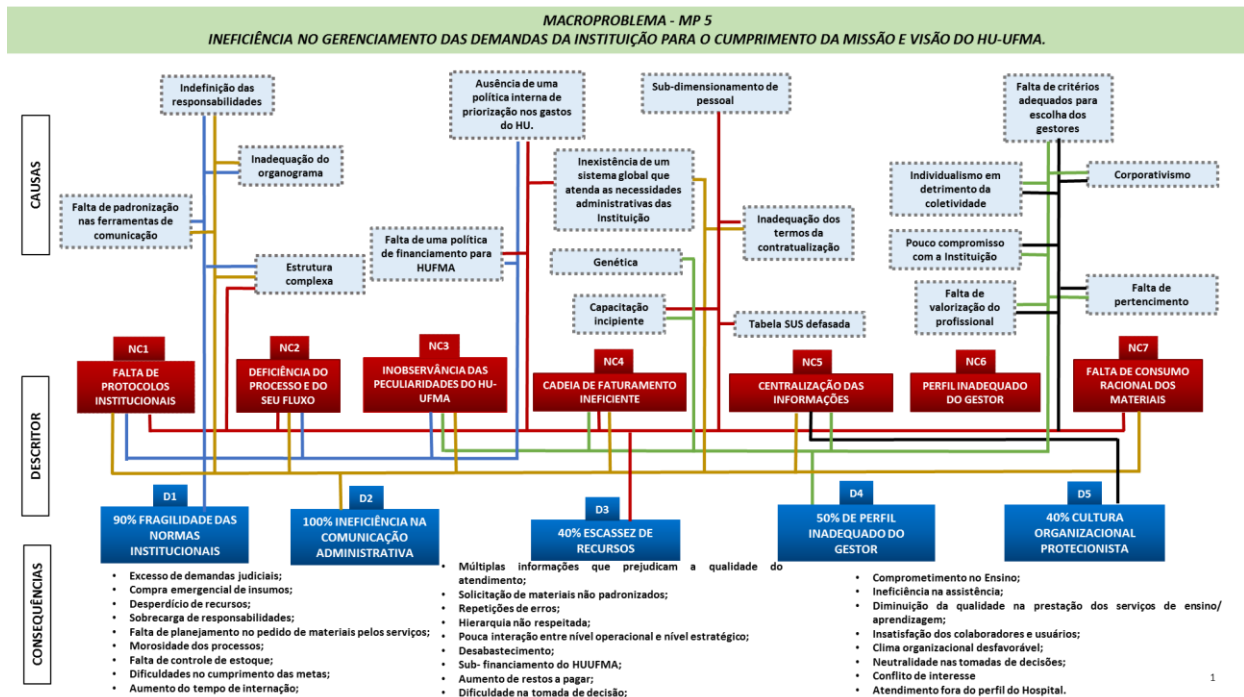 MACROPROBLEMA - MP 5
INEFICIÊNCIA NO GERENCIAMENTO DAS DEMANDAS DA INSTITUIÇÃO PARA O CUMPRIMENTO DA MISSÃO E VISÃO DO HU-UFMA.
CAUSAS
Indefinição das
responsabilidades
Ausência de uma
política interna de
priorização nos gastos
do HU.
Sub-dimensionamento de
pessoal
Falta de critérios
adequados para
escolha dos
gestores
Inadequação do
organograma
Inexistência de um
sistema global que
atenda as necessidades
administrativas das
Instituição
Individualismo em
detrimento da
coletividade
Corporativismo
Falta de padronização
nas ferramentas de
comunicação
Falta de uma política
de financiamento para
HUFMA
Inadequação dos
termos da
contratualização
Estrutura
complexa
Genética
Pouco compromisso
com a Instituição
Capacitação
incipiente
Tabela SUS defasada
Falta de
valorização do
profissional
Falta de
pertencimento
DESCRITOR
NC1
FALTA DE
PROTOCOLOS
INSTITUCIONAIS
NC2
DEFICIÊNCIA DO
PROCESSO E DO
SEU FLUXO
NC3
INOBSERVÂNCIA DAS
PECULIARIDADES DO HU-
UFMA
NC4
CADEIA DE FATURAMENTO
INEFICIENTE
NC5
CENTRALIZAÇÃO DAS
INFORMAÇÕES
NC6
PERFIL INADEQUADO
DO GESTOR
NC7
FALTA DE CONSUMO
RACIONAL DOS
MATERIAIS
D1
90% FRAGILIDADE DAS
NORMAS
INSTITUCIONAIS
D2
100% INEFICIÊNCIA NA
COMUNICAÇÃO
ADMINISTRATIVA
D3
40% ESCASSEZ DE
RECURSOS
D4
50% DE PERFIL
INADEQUADO DO
GESTOR
D5
40% CULTURA
ORGANIZACIONAL
PROTECIONISTA
CONSEQUÊNCIAS
• Excesso de demandas judiciais;
• Compra emergencial de insumos;
• Desperdício de recursos;
• Sobrecarga de responsabilidades;
• Falta de planejamento no pedido de materiais pelos serviços;
• Morosidade dos processos;
• Falta de controle de estoque;
• Dificuldades no cumprimento das metas;
• Aumento do tempo de internação;
• Múltiplas informações que prejudicam a qualidade do
atendimento;
• Solicitação de materiais não padronizados;
• Repetições de erros;
• Hierarquia não respeitada;
• Pouca interação entre nível operacional e nível estratégico;
• Desabastecimento;
• Sub- financiamento do HUUFMA;
• Aumento de restos a pagar;
• Dificuldade na tomada de decisão;
• Comprometimento no Ensino;
• Ineficiência na assistência;
• Diminuição da qualidade na prestação dos serviços de ensino/
aprendizagem;
• Insatisfação dos colaboradores e usuários;
• Clima organizacional desfavorável;
• Neutralidade nas tomadas de decisões;
• Conflito de interesse
• Atendimento fora do perfil do Hospital.
1